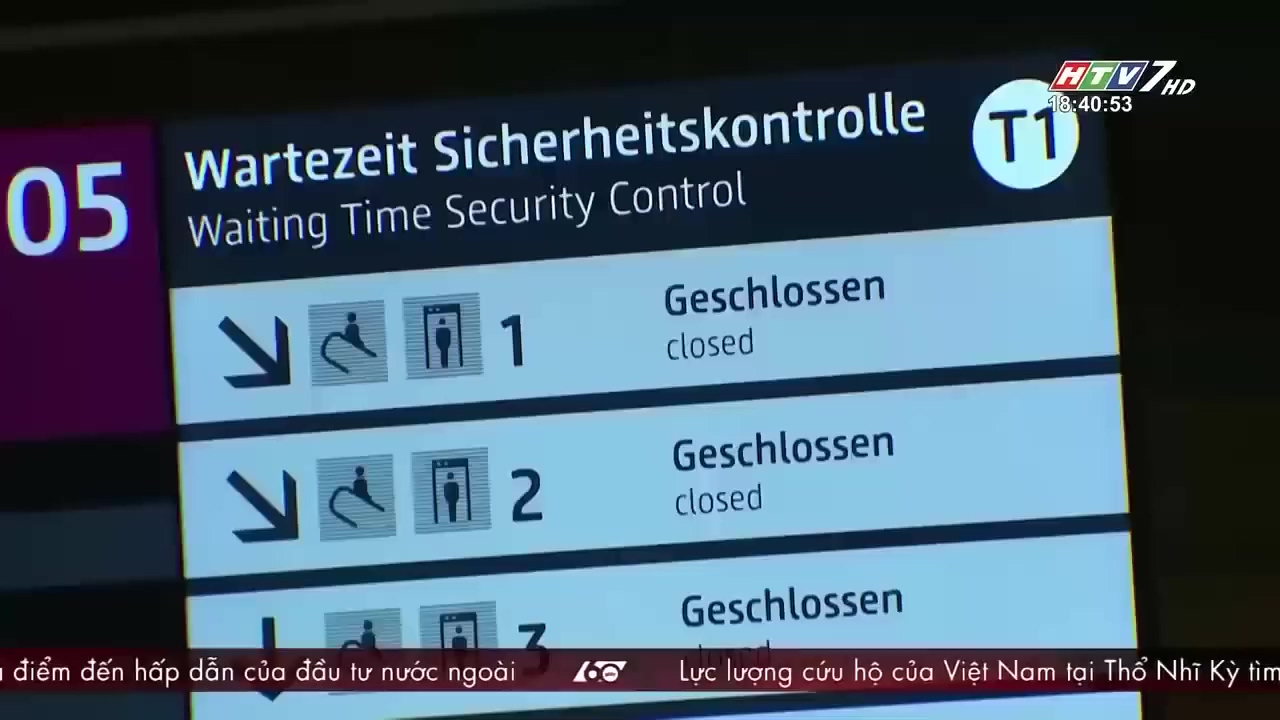 HTV7 HD
18:40:53
05
Wartezeit Sicherheitskontrolle
T1
Waiting Time Security Control
1
Geschlossen
closed
2
Geschlossen
closed
3
Geschlossen
closed
điểm đến hấp dẫn của đầu tư nước ngoài
60
Lực lượng cứu hộ của Việt Nam tại Thổ Nhĩ Kỳ tìm